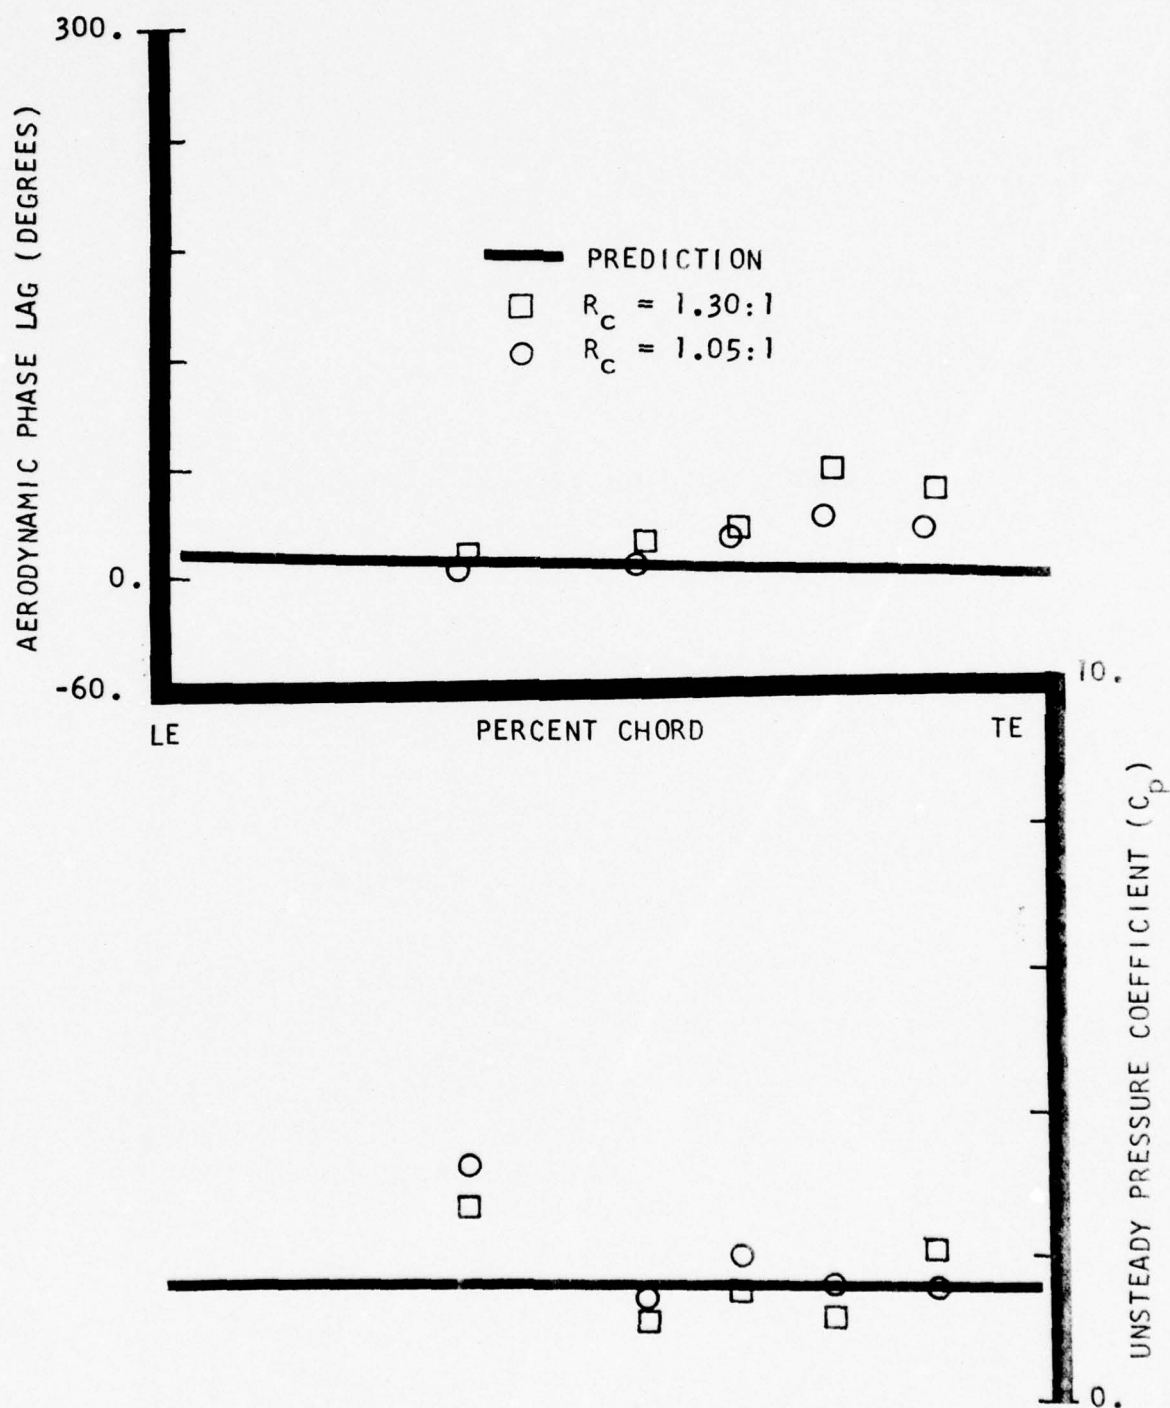 300.
AERODYNAMIC PHASE LAG (DEGREES)
PREDICTION
R_c = 1.30:1
R_c = 1.05:1
0.
-60.
LE
PERCENT CHORD
TE
10.
UNSTEADY PRESSURE COEFFICIENT (C_p)
0.